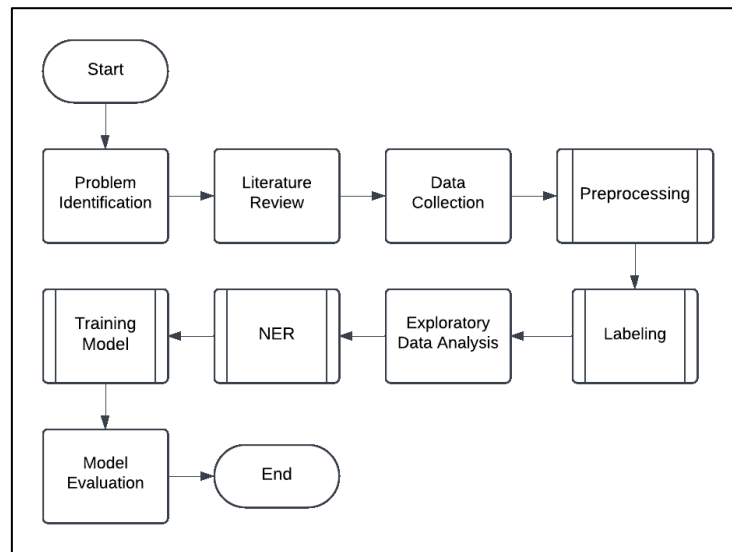 Start
Problem
Identification
Literature
Review
Data
Collection
Preprocessing
Labeling
Exploratory
Data Analysis
NER
Training
Model
Model
Evaluation
End